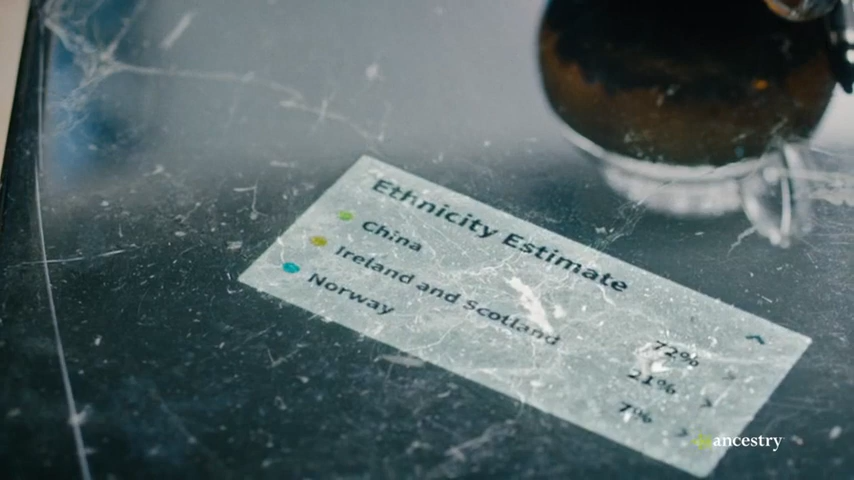 Ethnicity Estimate
China 72%
Ireland and Scotland 21%
Norway 7%
ancestry